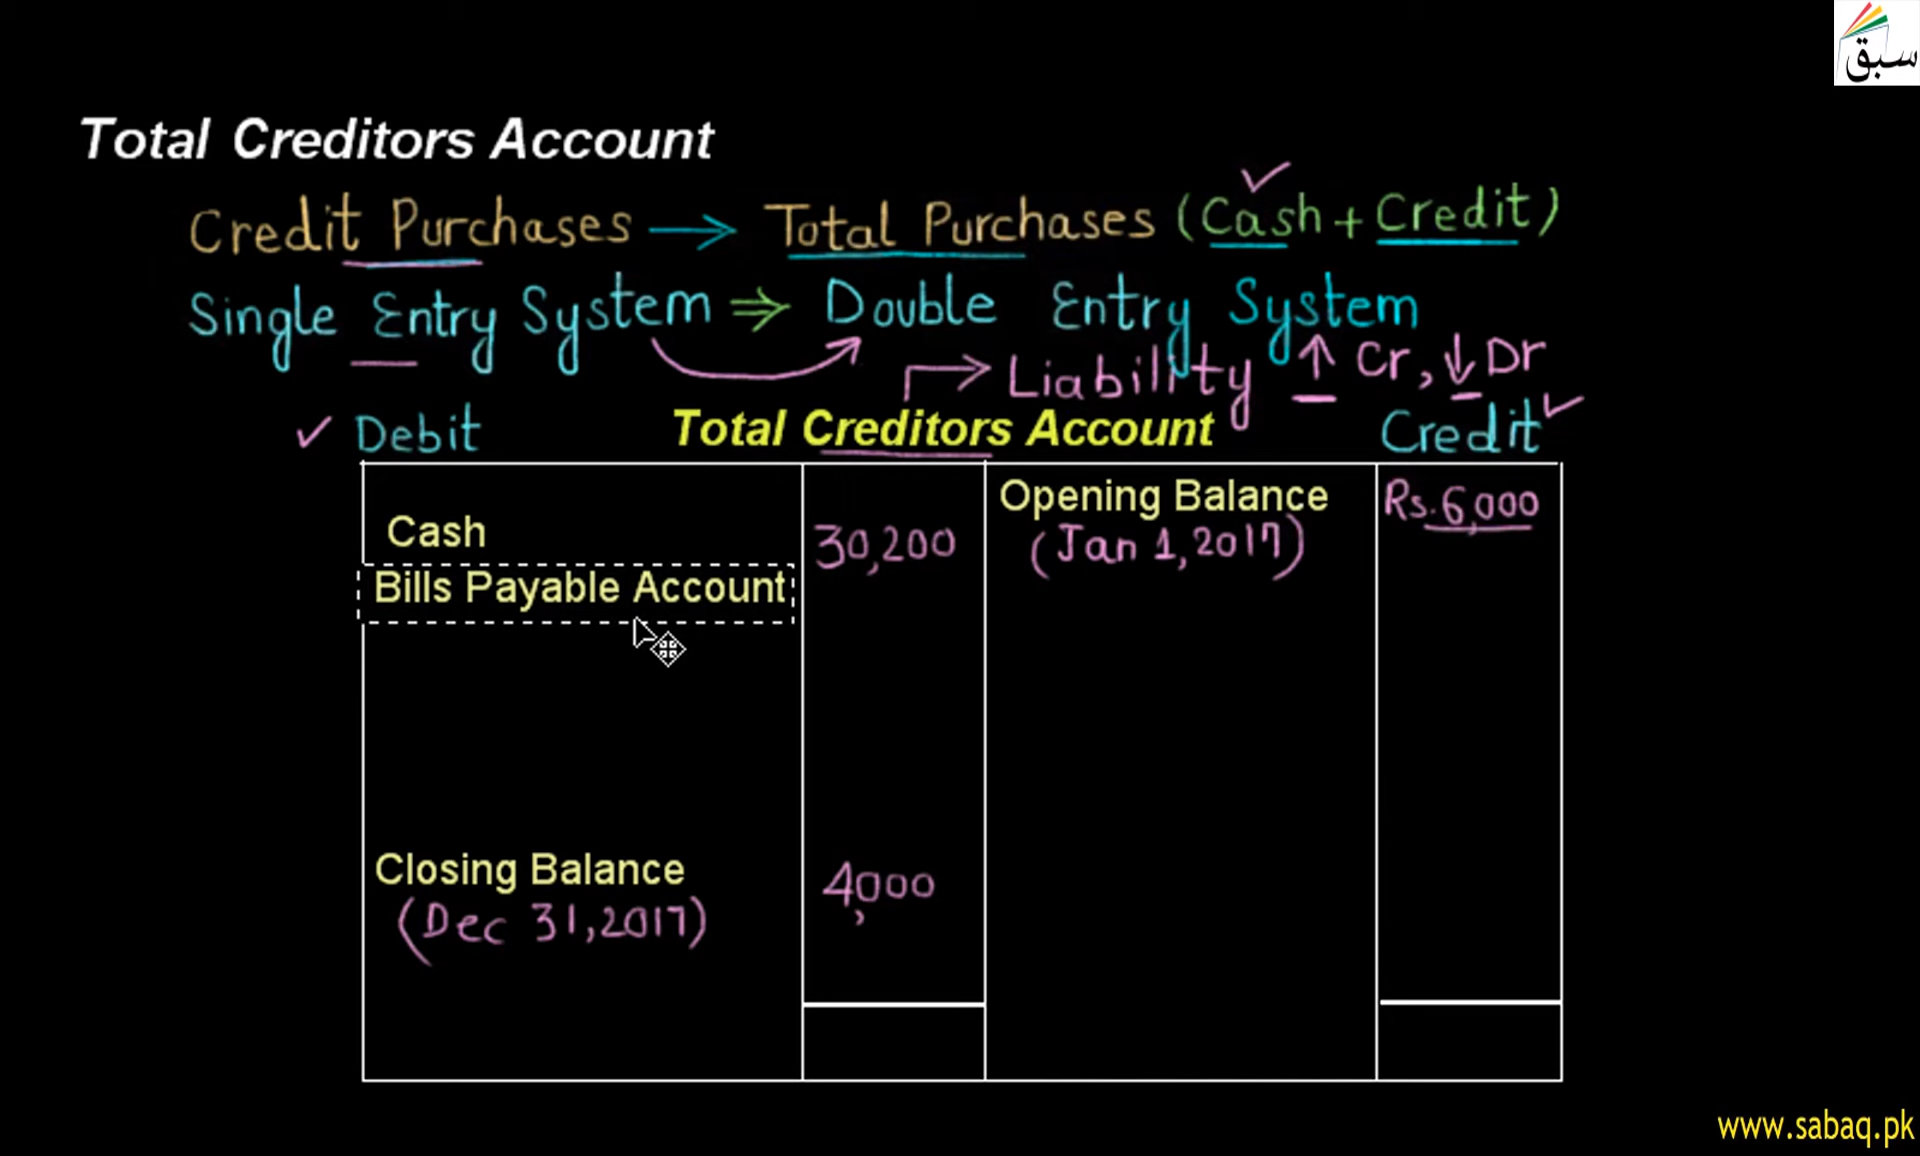 سبق
Total Creditors Account
Credit Purchases → Total Purchases (Cash + Credit)
Single Entry System ⇒ Double Entry System
→ Liability ↑ Cr, ↓ Dr
✓ Debit Total Creditors Account Credit ✓
Cash 30,200 Opening Balance Rs. 6,000
(Jan 1, 2017)
Bills Payable Account
Closing Balance 4,000
(Dec 31, 2017)
www.sabaq.pk